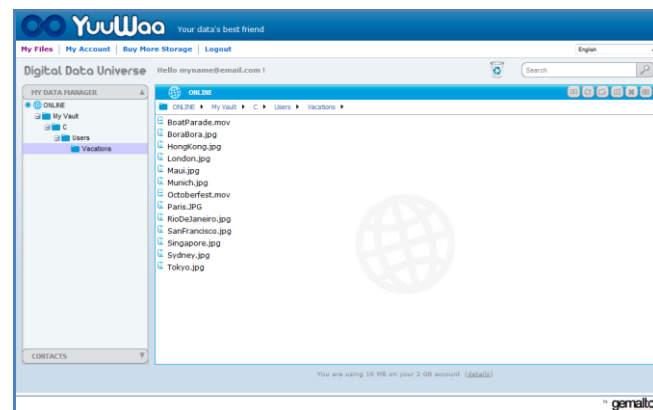 YuuWaa Your data's best friend
My Files | My Account | Buy More Storage | Logout English
Digital Data Universe Hello myname@email.com ! Search
MY DATA MANAGER
ONLINE
My Vault
C
Users
Vacations
ONLINE
ONLINE My Vault C Users Vacations
BoatParade.mov
BoraBora.jpg
HongKong.jpg
London.jpg
Maui.jpg
Munich.jpg
Octoberfest.mov
Paris.JPG
RioDeJaneiro.jpg
SanFrancisco.jpg
Singapore.jpg
Sydney.jpg
Tokyo.jpg
CONTACTS
You are using 16 MB on your 2 GB account (details)
gemalto